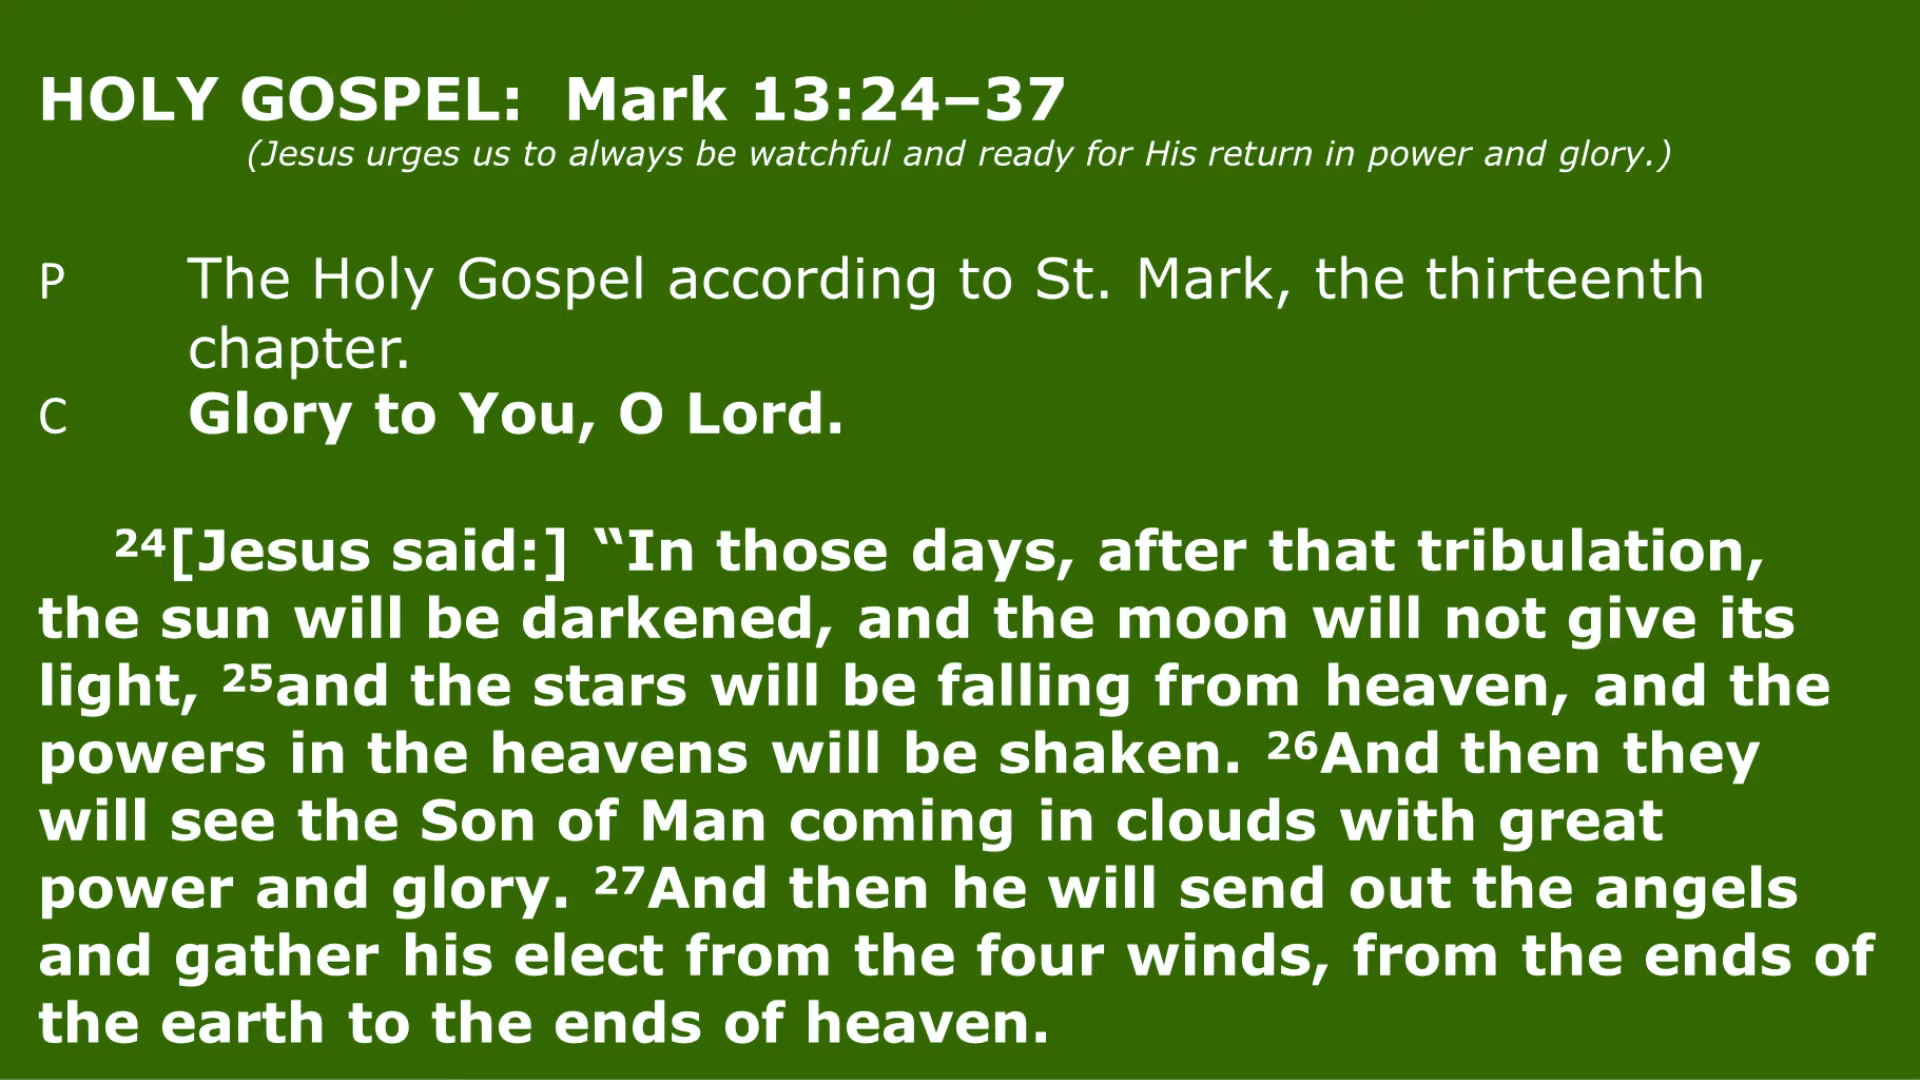 HOLY GOSPEL:  Mark 13:24–37
(Jesus urges us to always be watchful and ready for His return in power and glory.)
P The Holy Gospel according to St. Mark, the thirteenth
chapter.
C Glory to You, O Lord.
²⁴[Jesus said:] “In those days, after that tribulation,
the sun will be darkened, and the moon will not give its
light, ²⁵and the stars will be falling from heaven, and the
powers in the heavens will be shaken. ²⁶And then they
will see the Son of Man coming in clouds with great
power and glory. ²⁷And then he will send out the angels
and gather his elect from the four winds, from the ends of
the earth to the ends of heaven.